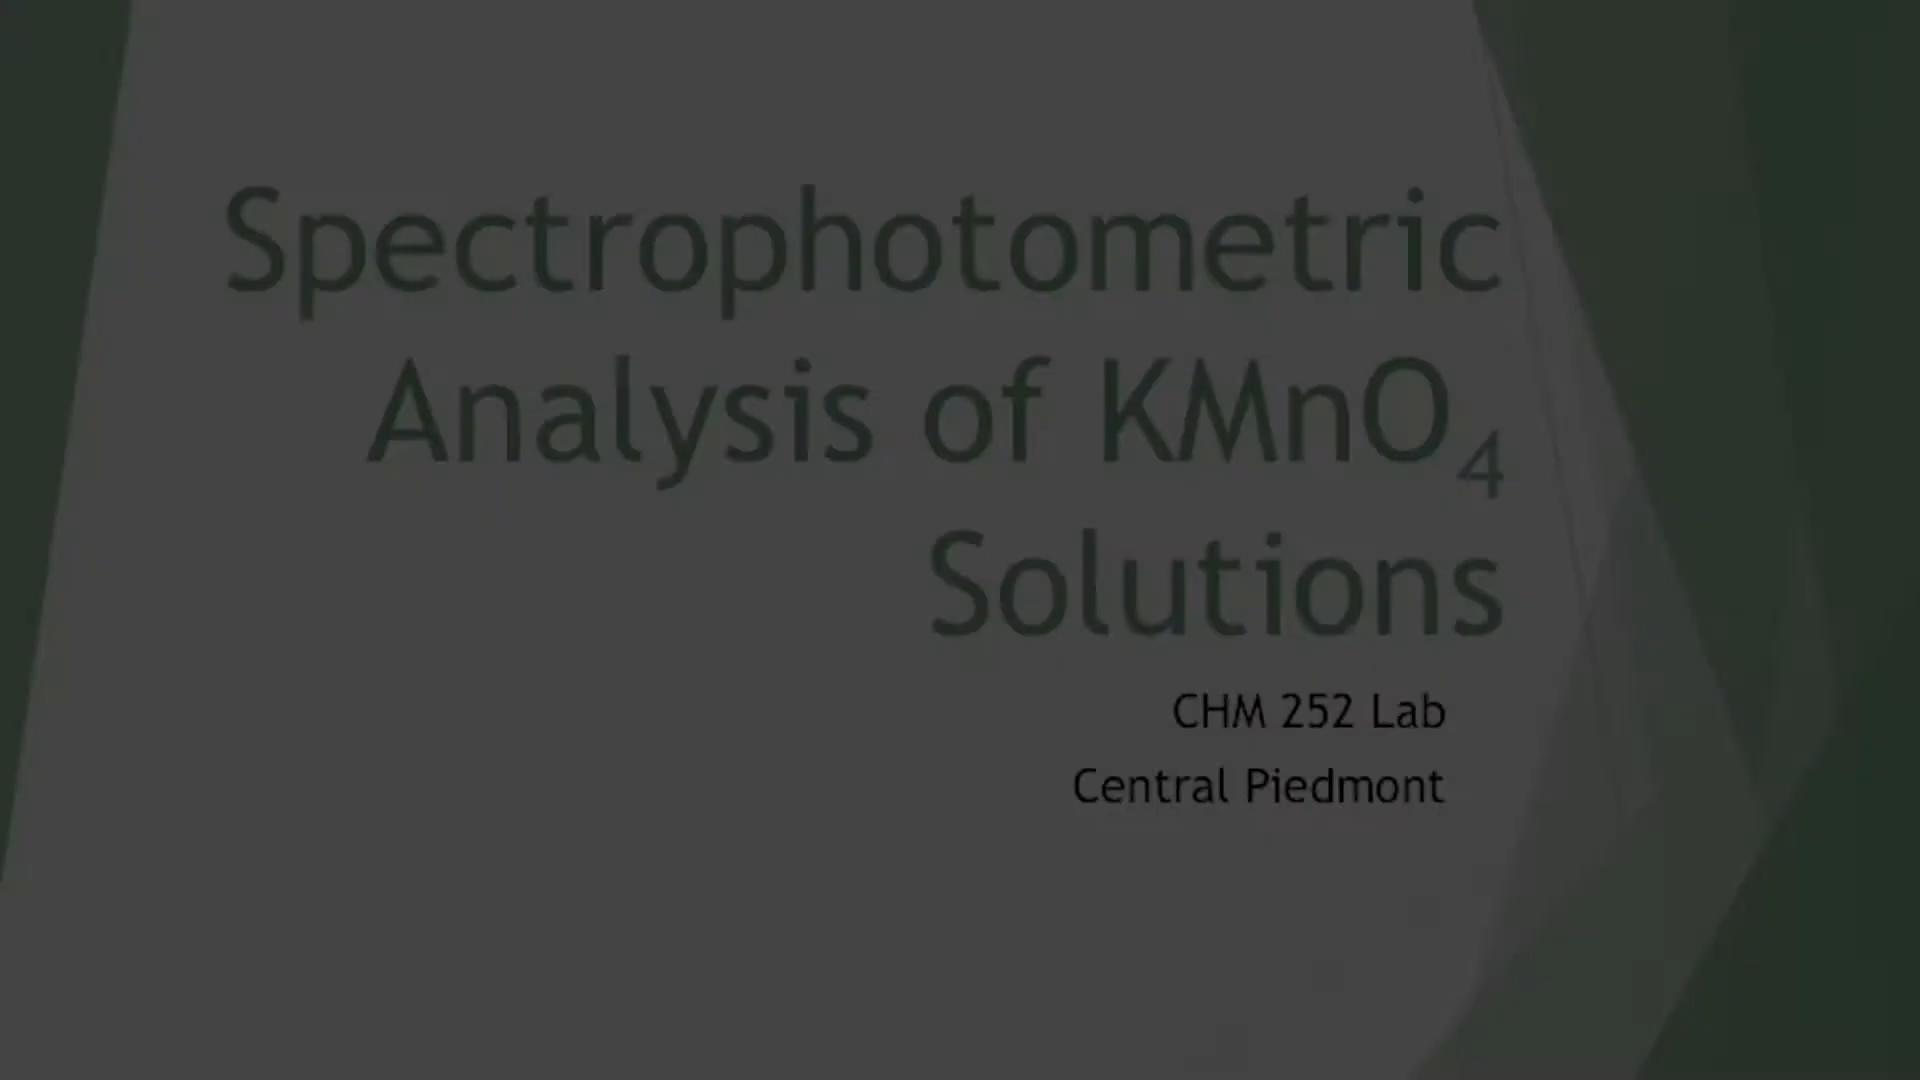 Spectrophotometric
Analysis of KMnO₄
Solutions
CHM 252 Lab
Central Piedmont